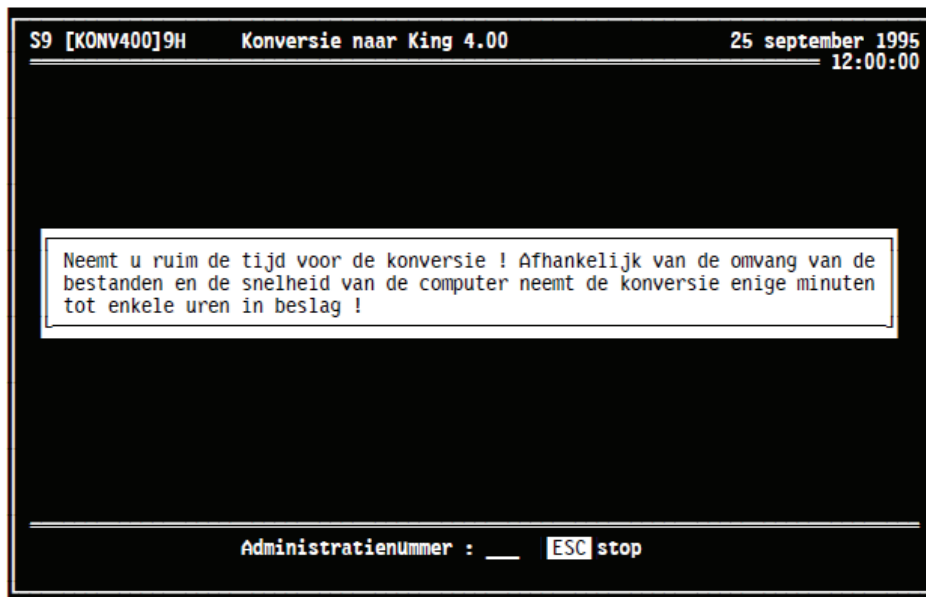 S9 [KONV400]9H Konversie naar King 4.00 25 september 1995
12:00:00
Neemt u ruim de tijd voor de konversie ! Afhankelijk van de omvang van de
bestanden en de snelheid van de computer neemt de konversie enige minuten
tot enkele uren in beslag !
Administratienummer : ___ ESC stop